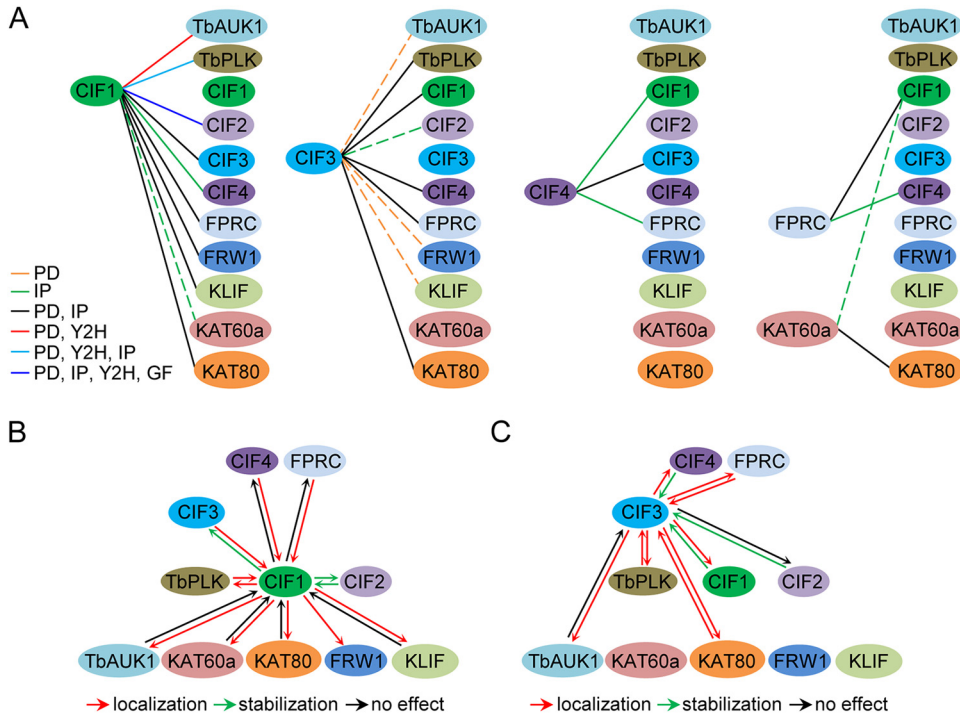 A
CIF1
TbAUK1
TbPLK
CIF1
CIF2
CIF3
CIF4
FPRC
FRW1
KLIF
KAT60a
KAT80
CIF3
TbAUK1
TbPLK
CIF1
CIF2
CIF3
CIF4
FPRC
FRW1
KLIF
KAT60a
KAT80
CIF4
TbAUK1
TbPLK
CIF1
CIF2
CIF3
CIF4
FPRC
FRW1
KLIF
KAT60a
KAT80
FPRC
KAT60a
TbAUK1
TbPLK
CIF1
CIF2
CIF3
CIF4
FPRC
FRW1
KLIF
KAT60a
KAT80
PD
IP
PD, IP
PD, Y2H
PD, Y2H, IP
PD, IP, Y2H, GF
B
CIF4 FPRC
CIF3
TbPLK CIF1 CIF2
TbAUK1 KAT60a KAT80 FRW1 KLIF
localization stabilization no effect
C
CIF4 FPRC
CIF3
TbPLK CIF1 CIF2
TbAUK1 KAT60a KAT80 FRW1 KLIF
localization stabilization no effect